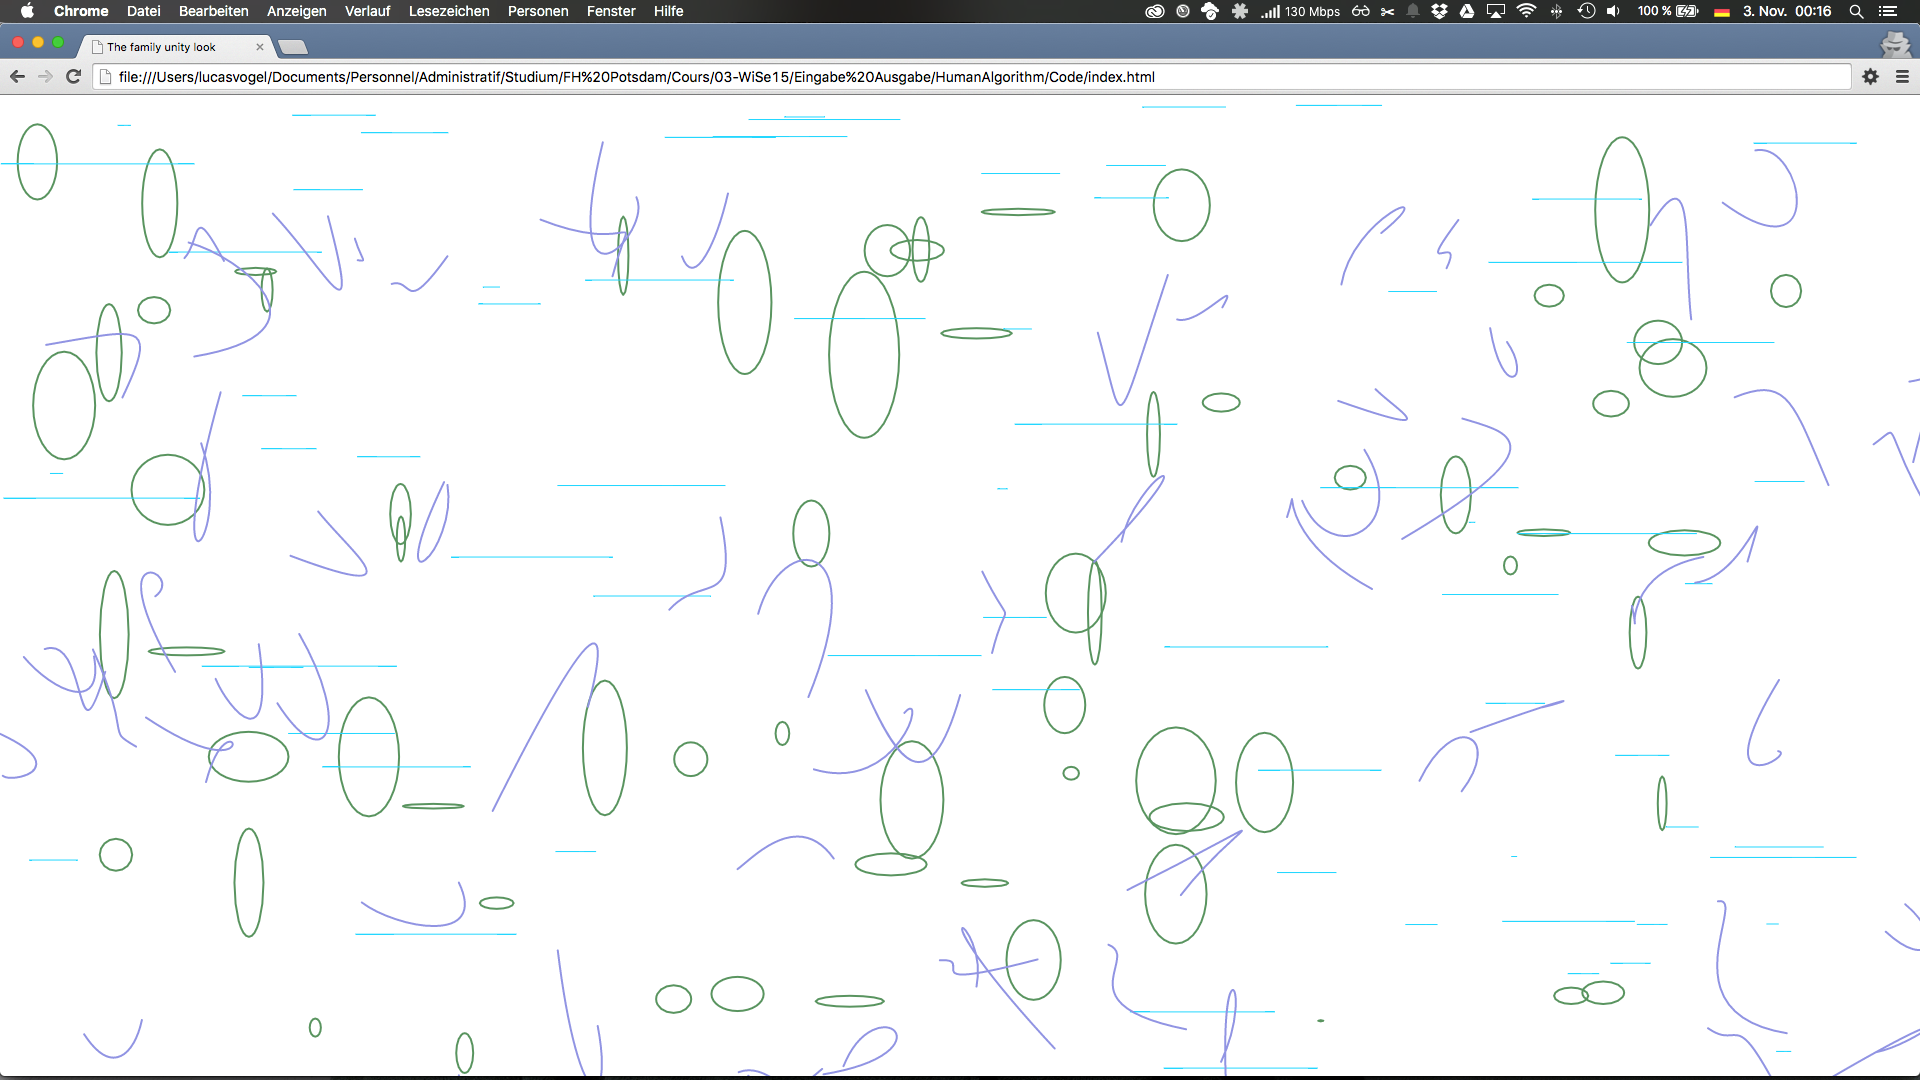 Chrome Datei Bearbeiten Anzeigen Verlauf Lesezeichen Personen Fenster Hilfe 130 Mbps 100 % 3. Nov. 00:16
The family unity look
file:///Users/lucasvogel/Documents/Personnel/Administratif/Studium/FH%20Potsdam/Cours/03-WiSe15/Eingabe%20Ausgabe/HumanAlgorithm/Code/index.html